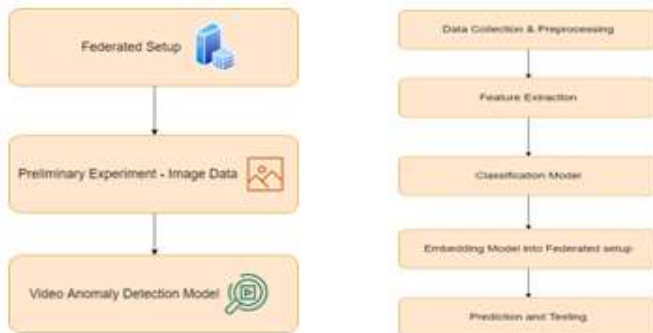 Federated Setup
Preliminary Experiment - Image Data
Video Anomaly Detection Model
Data Collection & Preprocessing
Feature Extraction
Classification Model
Embedding Model into Federated setup
Prediction and Testing